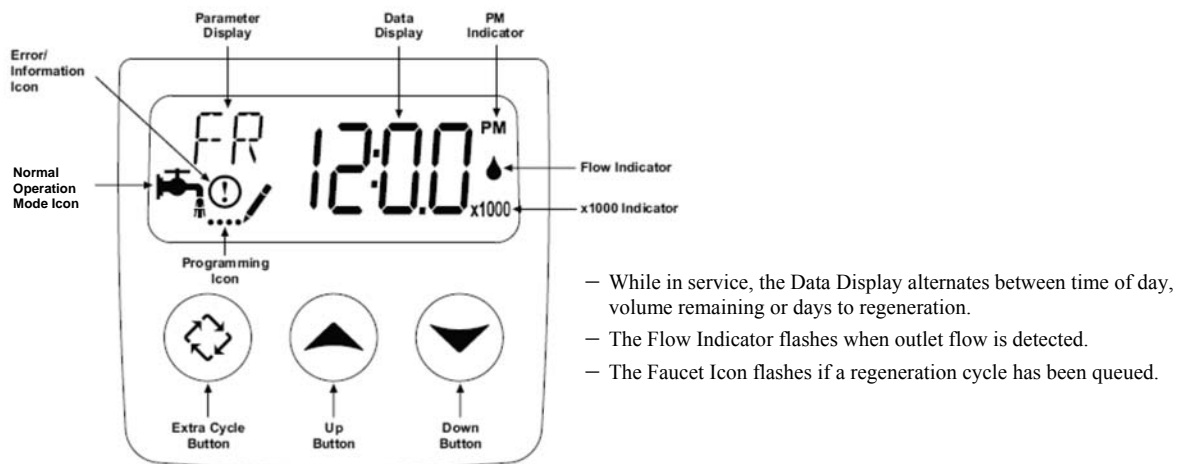 Parameter
Display
Data
Display
PM
Indicator
Error/
Information
Icon
FR
12:0.0
PM
Flow Indicator
Normal
Operation
Mode Icon
x1000
x1000 Indicator
Programming
Icon
– While in service, the Data Display alternates between time of day,
volume remaining or days to regeneration.
– The Flow Indicator flashes when outlet flow is detected.
– The Faucet Icon flashes if a regeneration cycle has been queued.
Extra Cycle
Button
Up
Button
Down
Button